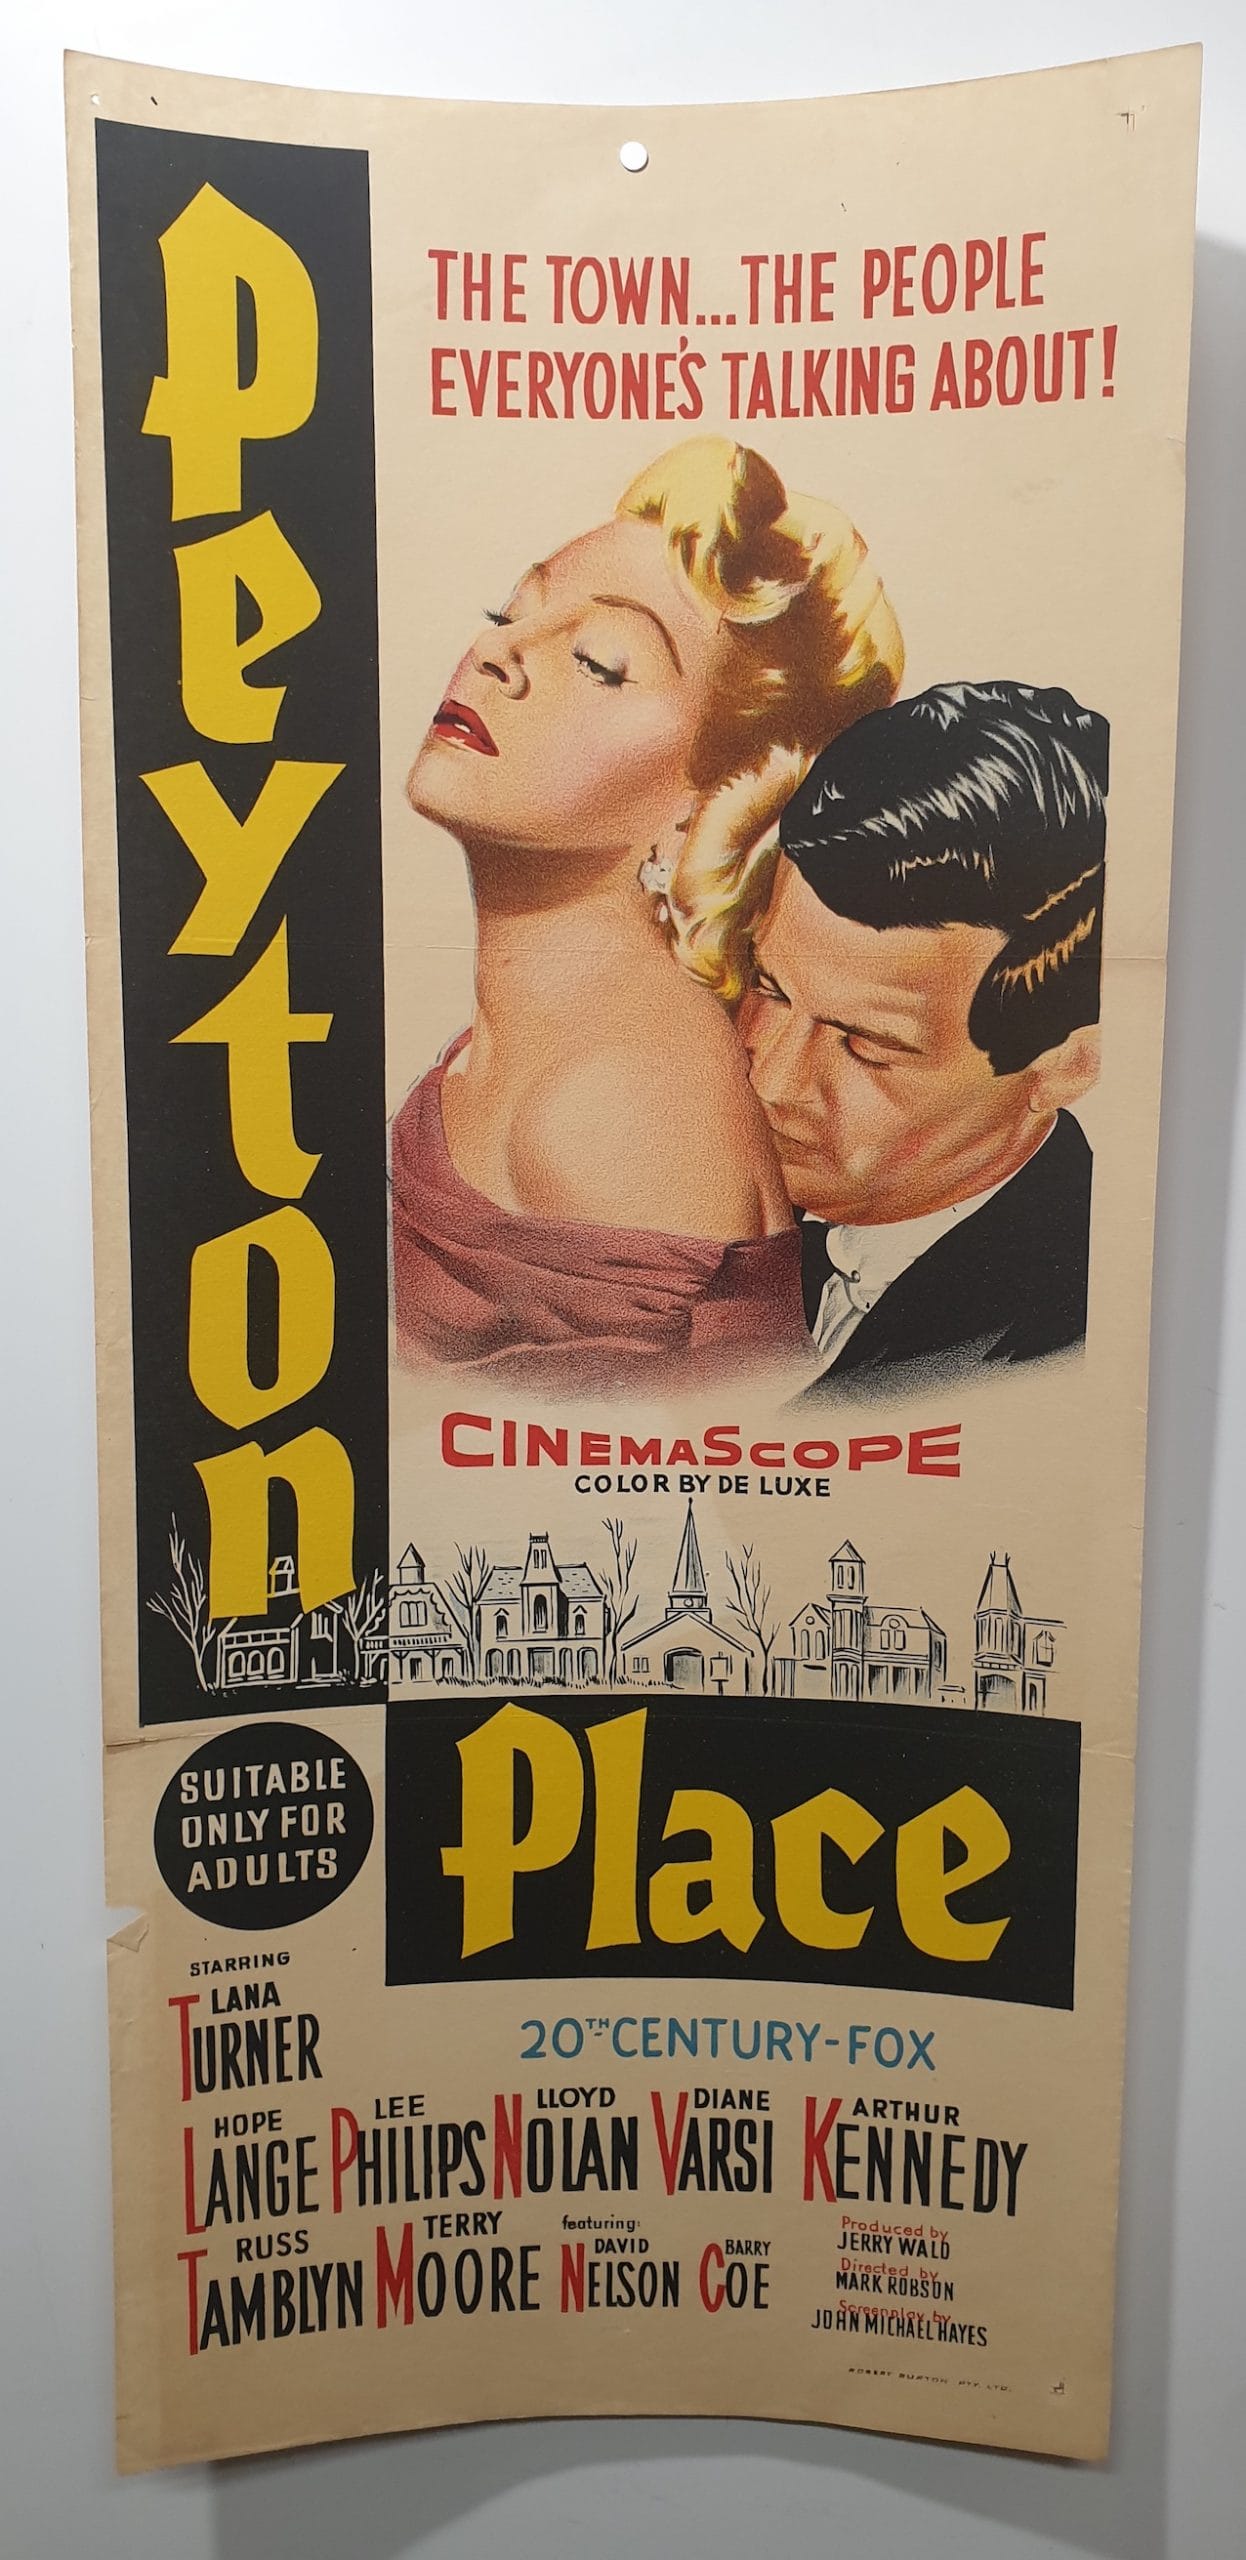 Peyton
THE TOWN...THE PEOPLE
EVERYONE'S TALKING ABOUT!
CINEMASCOPE
COLOR BY DE LUXE
Place
SUITABLE
ONLY FOR
ADULTS
20TH CENTURY-FOX
STARRING
LANA
TURNER
HOPE
LANGE
LEE
PHILIPS
LLOYD
NOLAN
DIANE
VARSI
ARTHUR
KENNEDY
RUSS
TAMBLYN
TERRY
MOORE
featuring:
DAVID
NELSON
BARRY
COE
Produced by
JERRY WALD
Directed by
MARK ROBSON
Screenplay by
JOHN MICHAEL HAYES
ROBERT BURTON PTY. LTD.